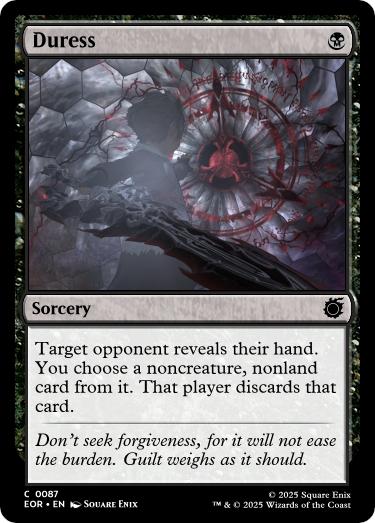 Duress
Sorcery
Target opponent reveals their hand.
You choose a noncreature, nonland
card from it. That player discards that
card.
Don't seek forgiveness, for it will not ease
the burden. Guilt weighs as it should.
C 0087
EOR • EN SQUARE ENIX
© 2025 Square Enix
™ & © 2025 Wizards of the Coast